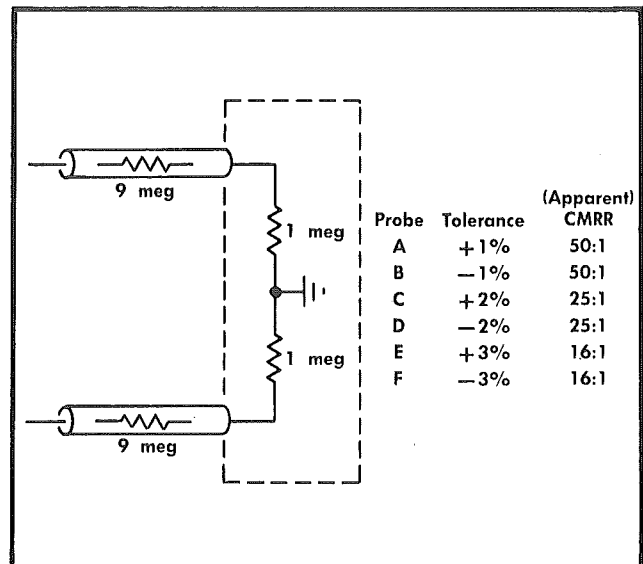 9 meg
1 meg
1 meg
9 meg
Probe Tolerance (Apparent) CMRR
A +1% 50:1
B −1% 50:1
C +2% 25:1
D −2% 25:1
E +3% 16:1
F −3% 16:1